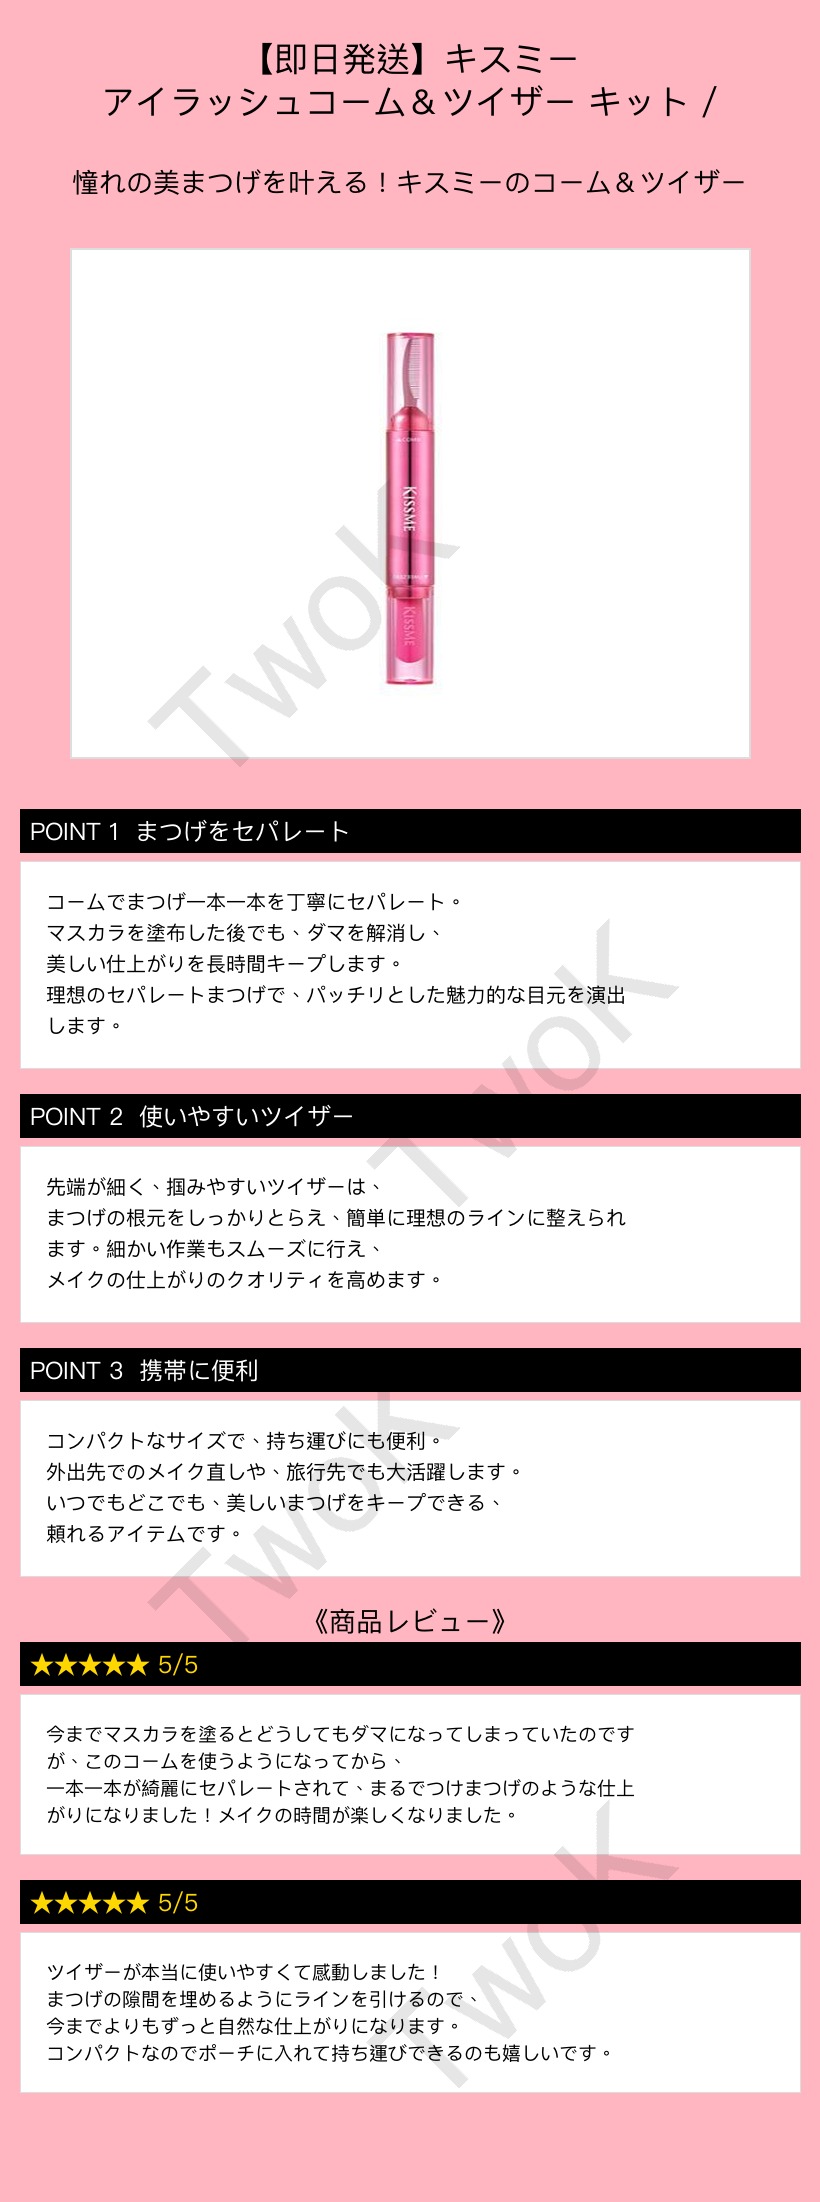 【即日発送】キスミー
アイラッシュコーム＆ツイザー キット /
憧れの美まつげを叶える！キスミーのコーム＆ツイザー
KISSME
KISSME
TwoK
POINT 1 まつげをセパレート
コームでまつげ一本一本を丁寧にセパレート。
マスカラを塗布した後でも、ダマを解消し、
美しい仕上がりを長時間キープします。
理想のセパレートまつげで、パッチリとした魅力的な目元を演出
します。
TwoK
POINT 2 使いやすいツイザー
先端が細く、掴みやすいツイザーは、
まつげの根元をしっかりとらえ、簡単に理想のラインに整えられ
ます。細かい作業もスムーズに行え、
メイクの仕上がりのクオリティを高めます。
POINT 3 携帯に便利
コンパクトなサイズで、持ち運びにも便利。
外出先でのメイク直しや、旅行先でも大活躍します。
いつでもどこでも、美しいまつげをキープできる、
頼れるアイテムです。
TwoK
《商品レビュー》
★★★★★ 5/5
今までマスカラを塗るとどうしてもダマになってしまっていたのです
が、このコームを使うようになってから、
一本一本が綺麗にセパレートされて、まるでつけまつげのような仕上
がりになりました！メイクの時間が楽しくなりました。
★★★★★ 5/5
ツイザーが本当に使いやすくて感動しました！
まつげの隙間を埋めるようにラインを引けるので、
今までよりもずっと自然な仕上がりになります。
コンパクトなのでポーチに入れて持ち運びできるのも嬉しいです。
TwoK